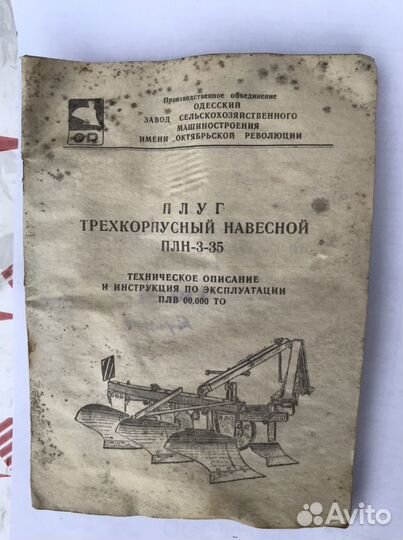 Производственное объединение
ОДЕССКИЙ
ЗАВОД СЕЛЬСКОХОЗЯЙСТВЕННОГО
МАШИНОСТРОЕНИЯ
ИМЕНИ ОКТЯБРЬСКОЙ РЕВОЛЮЦИИ
ПЛУГ
ТРЕХКОРПУСНЫЙ НАВЕСНОЙ
ПЛН-3-35
ТЕХНИЧЕСКОЕ ОПИСАНИЕ
И ИНСТРУКЦИЯ ПО ЭКСПЛУАТАЦИИ
ПЛВ 00.000 ТО
Avito